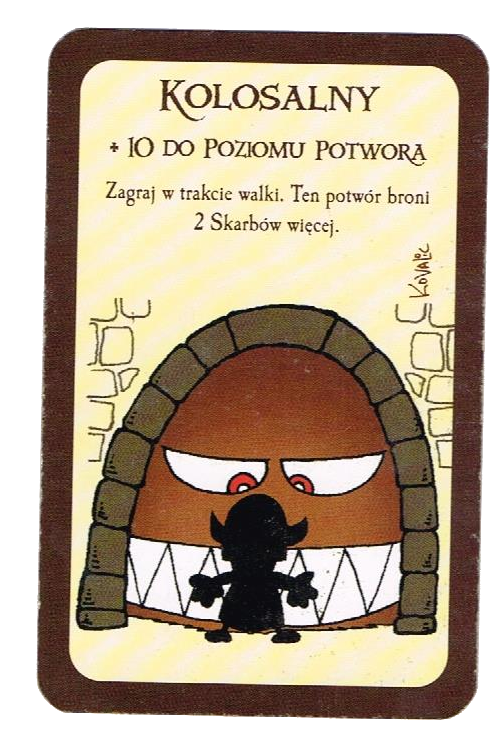 Kolosalny
+ 10 do Poziomu Potwora
Zagraj w trakcie walki. Ten potwór broni
2 Skarbów więcej.
Kovalic